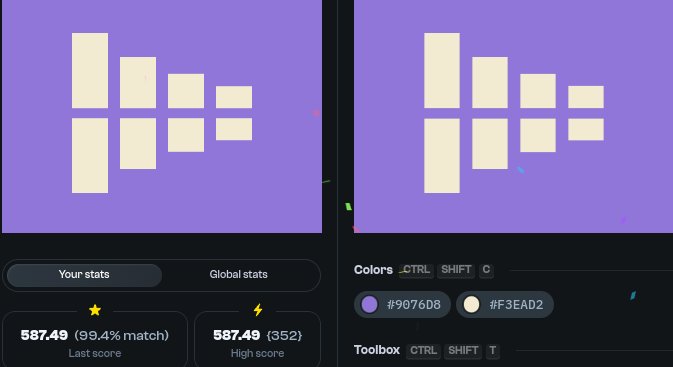 Your stats
Global stats
587.49 (99.4% match)
Last score
587.49 {352}
High score
Colors CTRL SHIFT C
#9076D8
#F3EAD2
Toolbox CTRL SHIFT T